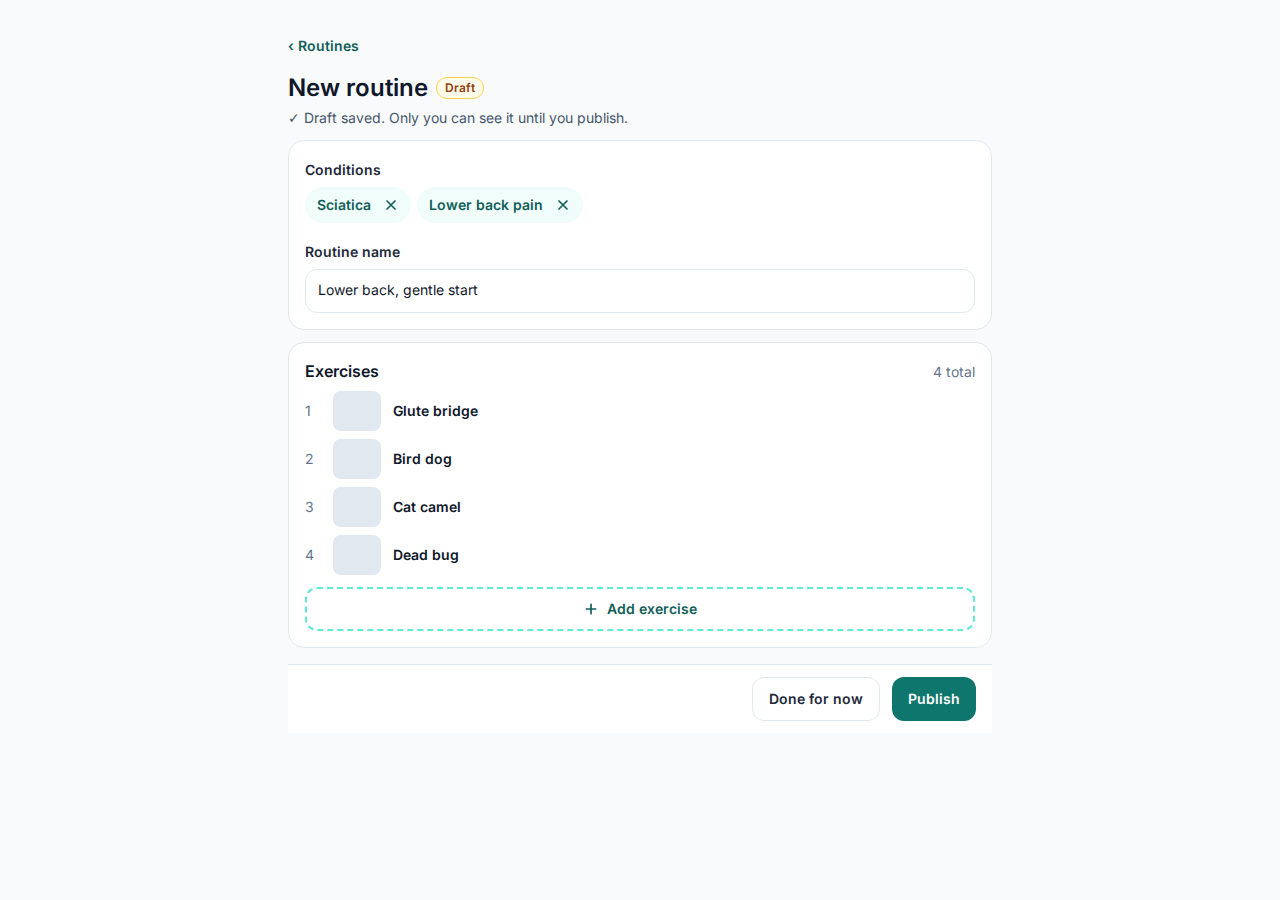 ‹ Routines
New routine Draft
✓ Draft saved. Only you can see it until you publish.
Conditions
Sciatica Lower back pain
Routine name
Lower back, gentle start
Exercises 4 total
1 Glute bridge
2 Bird dog
3 Cat camel
4 Dead bug
+ Add exercise
Done for now Publish